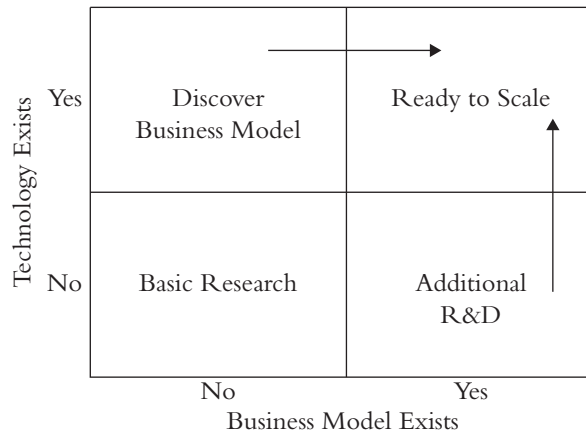 Technology Exists
Yes
Discover
Business Model
Ready to Scale
No
Basic Research
Additional
R&D
No
Yes
Business Model Exists